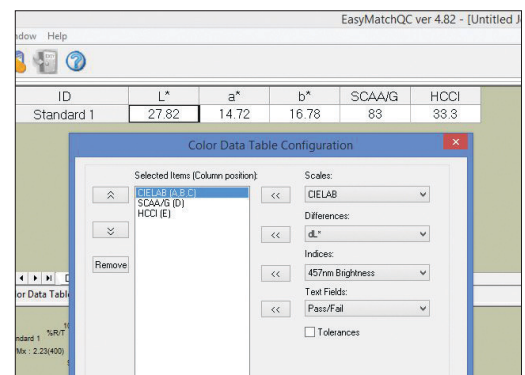 EasyMatchQC ver 4.82 - [Untitled J
ndow Help
ID L* a* b* SCAA/G HCCI
Standard 1 27.82 14.72 16.78 83 33.3
Color Data Table Configuration
Selected Items (Column position):
CIELAB (A,B,C)
SCAA/G (D)
HCCI (E)
Remove
Scales:
<< CIELAB
Differences:
<< dL*
Indices:
<< 457nm Brightness
Text Fields:
<< Pass/Fail
Tolerances
or Data Table
%R/T
ndard 1
Mx : 2.23(400)